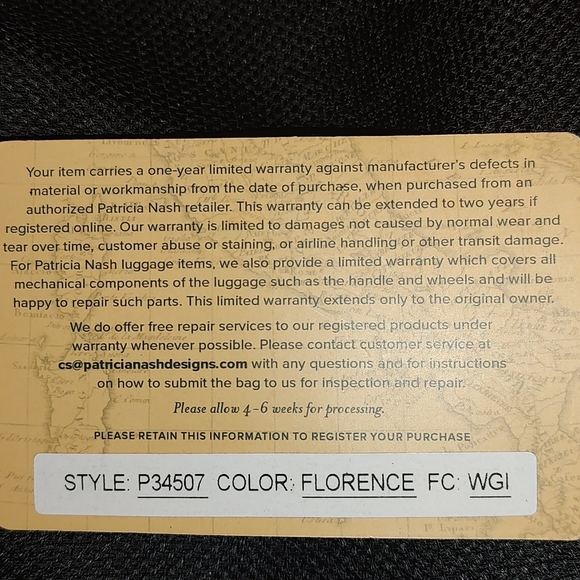 Your item carries a one-year limited warranty against manufacturer's defects in
material or workmanship from the date of purchase, when purchased from an
authorized Patricia Nash retailer. This warranty can be extended to two years if
registered online. Our warranty is limited to damages not caused by normal wear and
tear over time, customer abuse or staining, or airline handling or other transit damage.
For Patricia Nash luggage items, we also provide a limited warranty which covers all
mechanical components of the luggage such as the handle and wheels and will be
happy to repair such parts. This limited warranty extends only to the original owner.
We do offer free repair services to our registered products under
warranty whenever possible. Please contact customer service at
cs@patricianashdesigns.com with any questions and for instructions
on how to submit the bag to us for inspection and repair.
Please allow 4-6 weeks for processing.
PLEASE RETAIN THIS INFORMATION TO REGISTER YOUR PURCHASE
STYLE: P34507 COLOR: FLORENCE FC: WGI